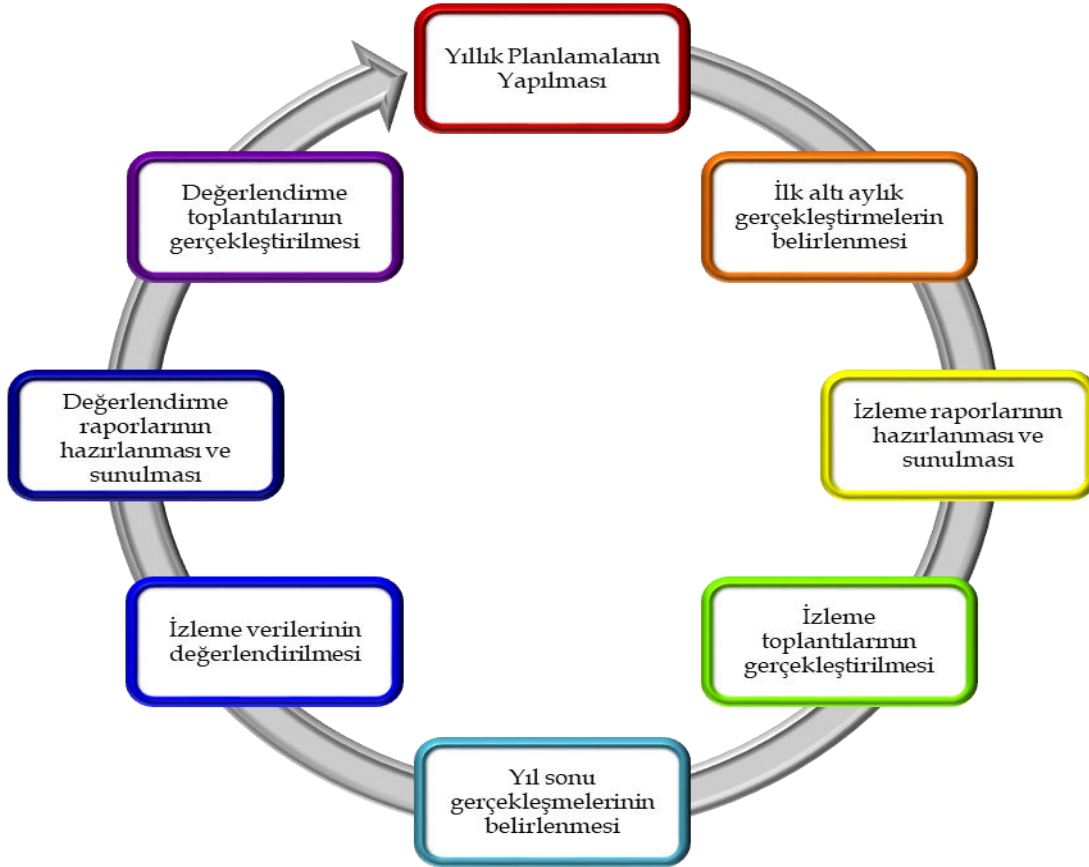 Yıllık Planlamaların
Yapılması
İlk altı aylık
gerçekleştirmelerin
belirlenmesi
İzleme raporlarının
hazırlanması ve
sunulması
İzleme
toplantılarının
gerçekleştirilmesi
Yıl sonu
gerçekleşmelerinin
belirlenmesi
İzleme verilerinin
değerlendirilmesi
Değerlendirme
raporlarının
hazırlanması ve
sunulması
Değerlendirme
toplantılarının
gerçekleştirilmesi